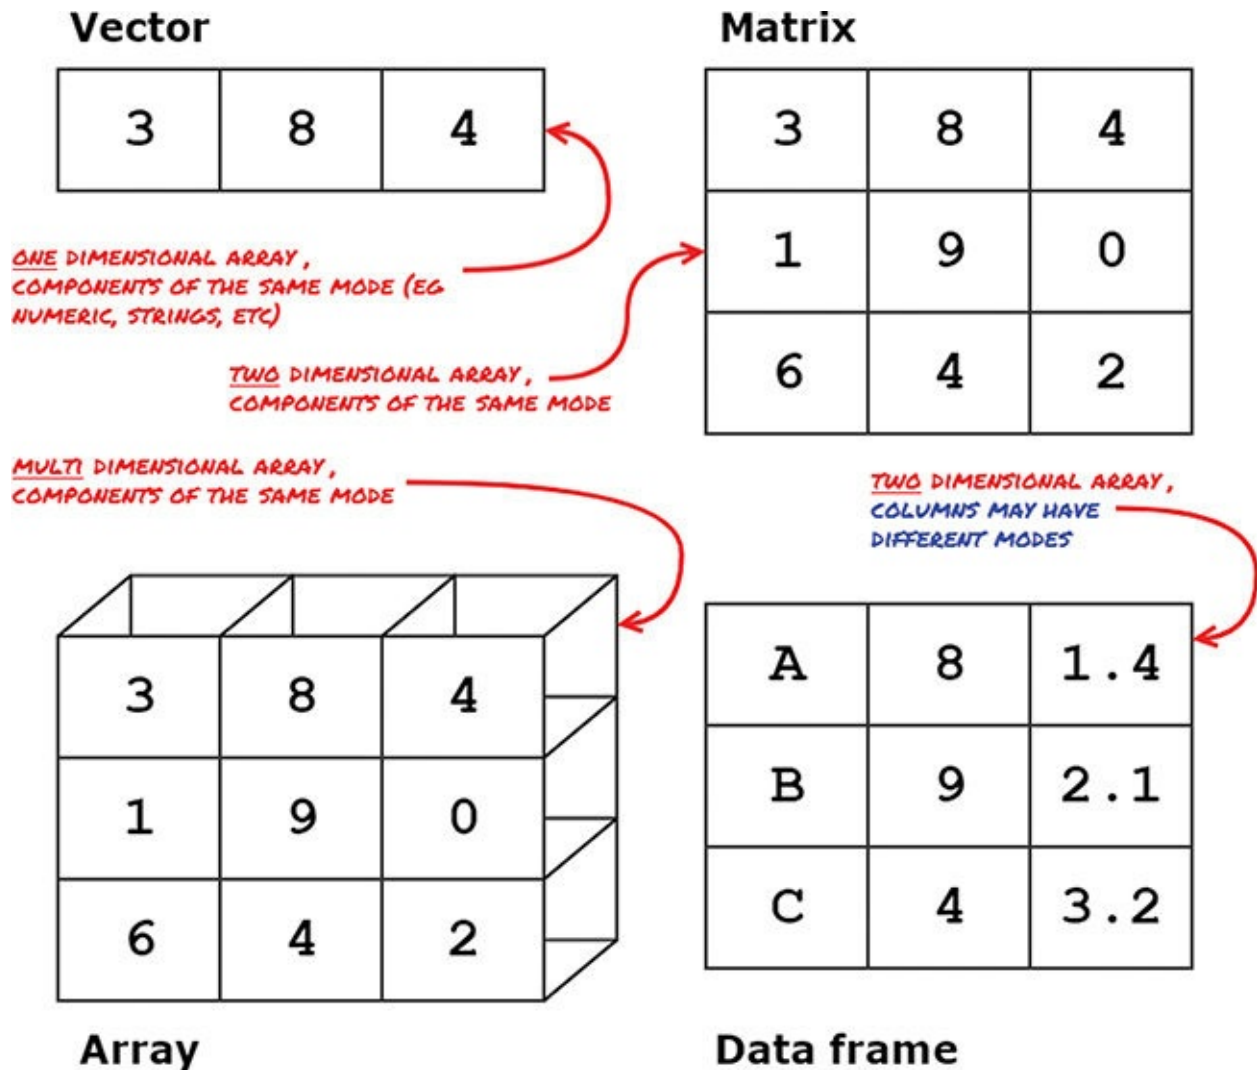 Vector
3 8 4
ONE DIMENSIONAL ARRAY,
COMPONENTS OF THE SAME MODE (EG
NUMERIC, STRINGS, ETC)
Matrix
3 8 4
1 9 0
6 4 2
TWO DIMENSIONAL ARRAY,
COMPONENTS OF THE SAME MODE
MULTI DIMENSIONAL ARRAY,
COMPONENTS OF THE SAME MODE
3 8 4
1 9 0
6 4 2
Array
TWO DIMENSIONAL ARRAY,
COLUMNS MAY HAVE
DIFFERENT MODES
A 8 1.4
B 9 2.1
C 4 3.2
Data frame